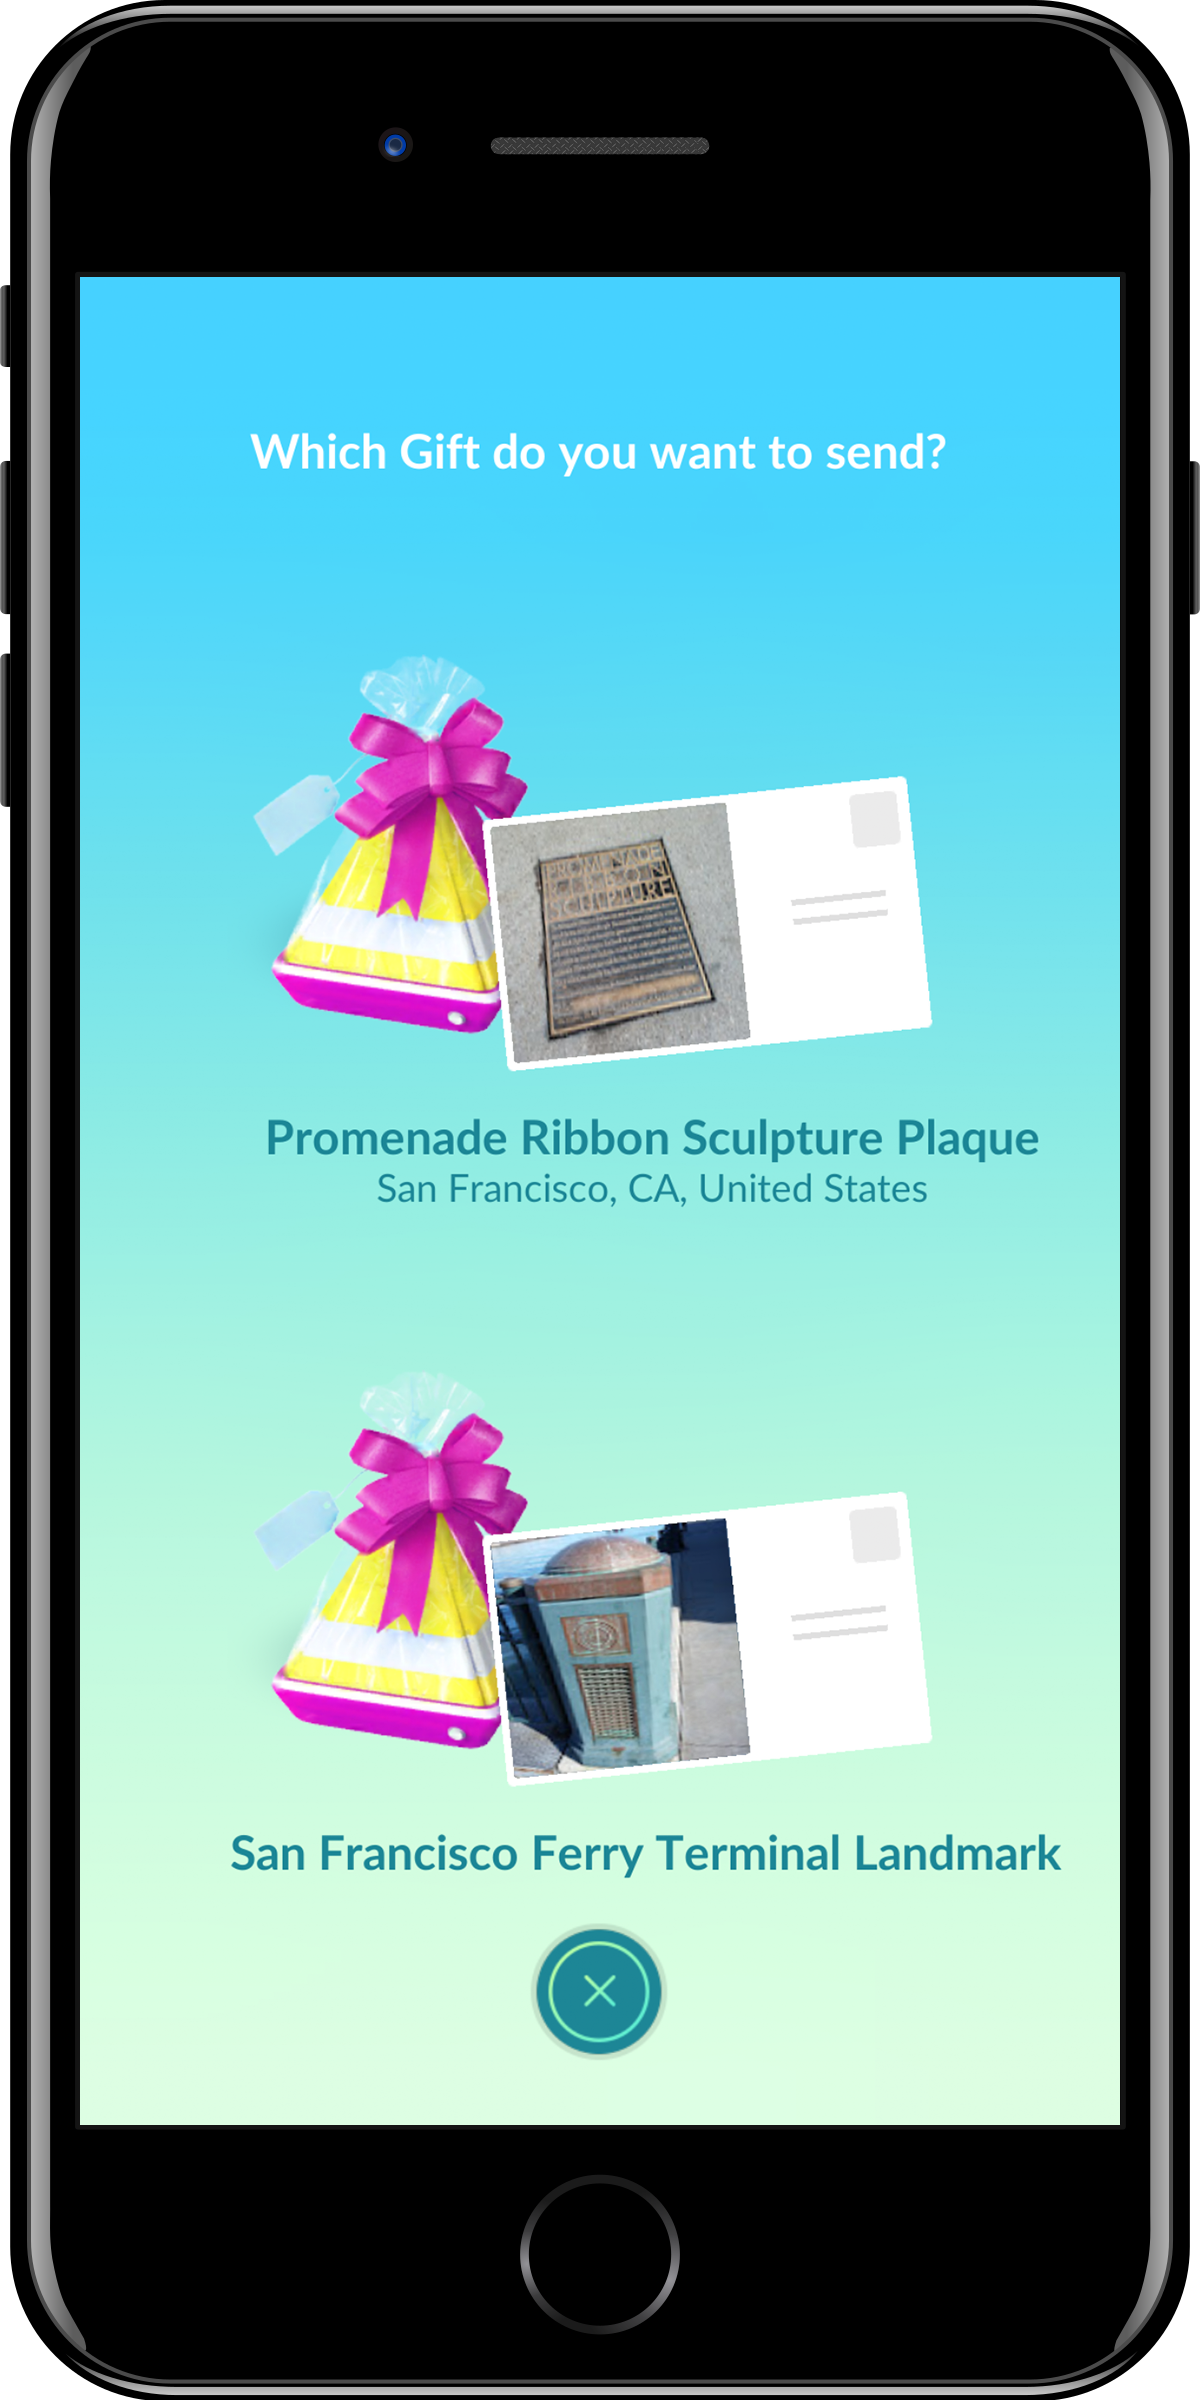 Which Gift do you want to send?
PROMENADE
RIBBON
SCULPTURE
Promenade Ribbon Sculpture Plaque
San Francisco, CA, United States
San Francisco Ferry Terminal Landmark